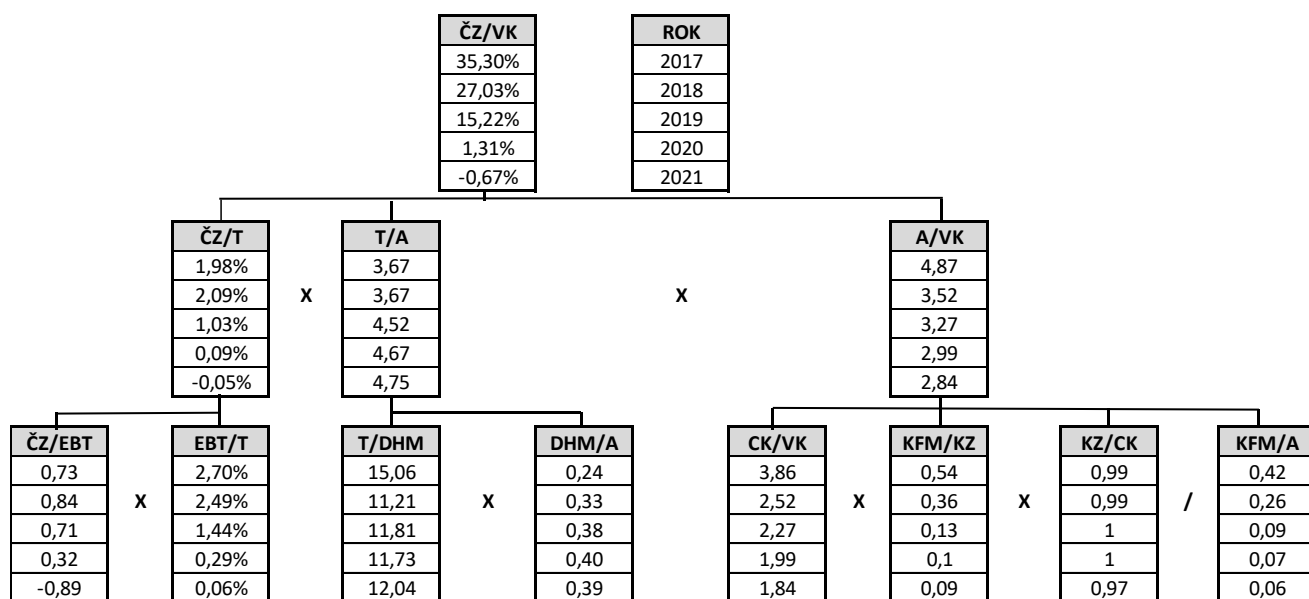 ČZ/VK ROK
35,30% 2017
27,03% 2018
15,22% 2019
1,31% 2020
-0,67% 2021
ČZ/T T/A A/VK
1,98% 3,67 4,87
2,09% X 3,67 X 3,52
1,03% 4,52 3,27
0,09% 4,67 2,99
-0,05% 4,75 2,84
ČZ/EBT EBT/T T/DHM DHM/A CK/VK KFM/KZ KZ/CK KFM/A
0,73 2,70% 15,06 0,24 3,86 0,54 0,99 0,42
0,84 X 2,49% 11,21 X 0,33 2,52 X 0,36 X 0,99 / 0,26
0,71 1,44% 11,81 0,38 2,27 0,13 1 0,09
0,32 0,29% 11,73 0,40 1,99 0,1 1 0,07
-0,89 0,06% 12,04 0,39 1,84 0,09 0,97 0,06